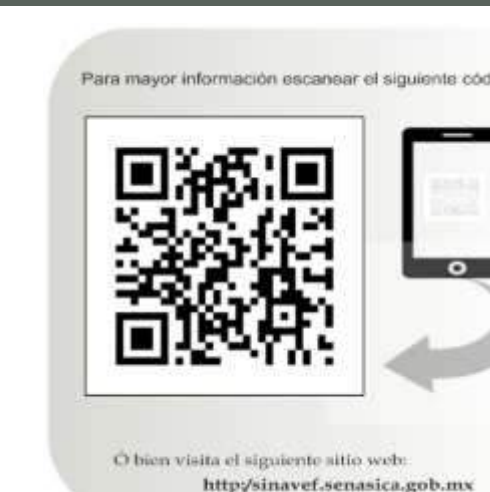 Para mayor información escanear el siguiente cód
Ó bien visita el siguiente sitio web:
http:/sinavef.senasica.gob.mx